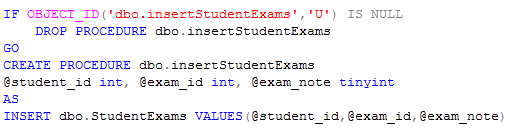 IF OBJECT_ID('dbo.insertStudentExams','U') IS NULL
    DROP PROCEDURE dbo.insertStudentExams
GO
CREATE PROCEDURE dbo.insertStudentExams
@student_id int, @exam_id int, @exam_note tinyint
AS
INSERT dbo.StudentExams VALUES(@student_id,@exam_id,@exam_note)